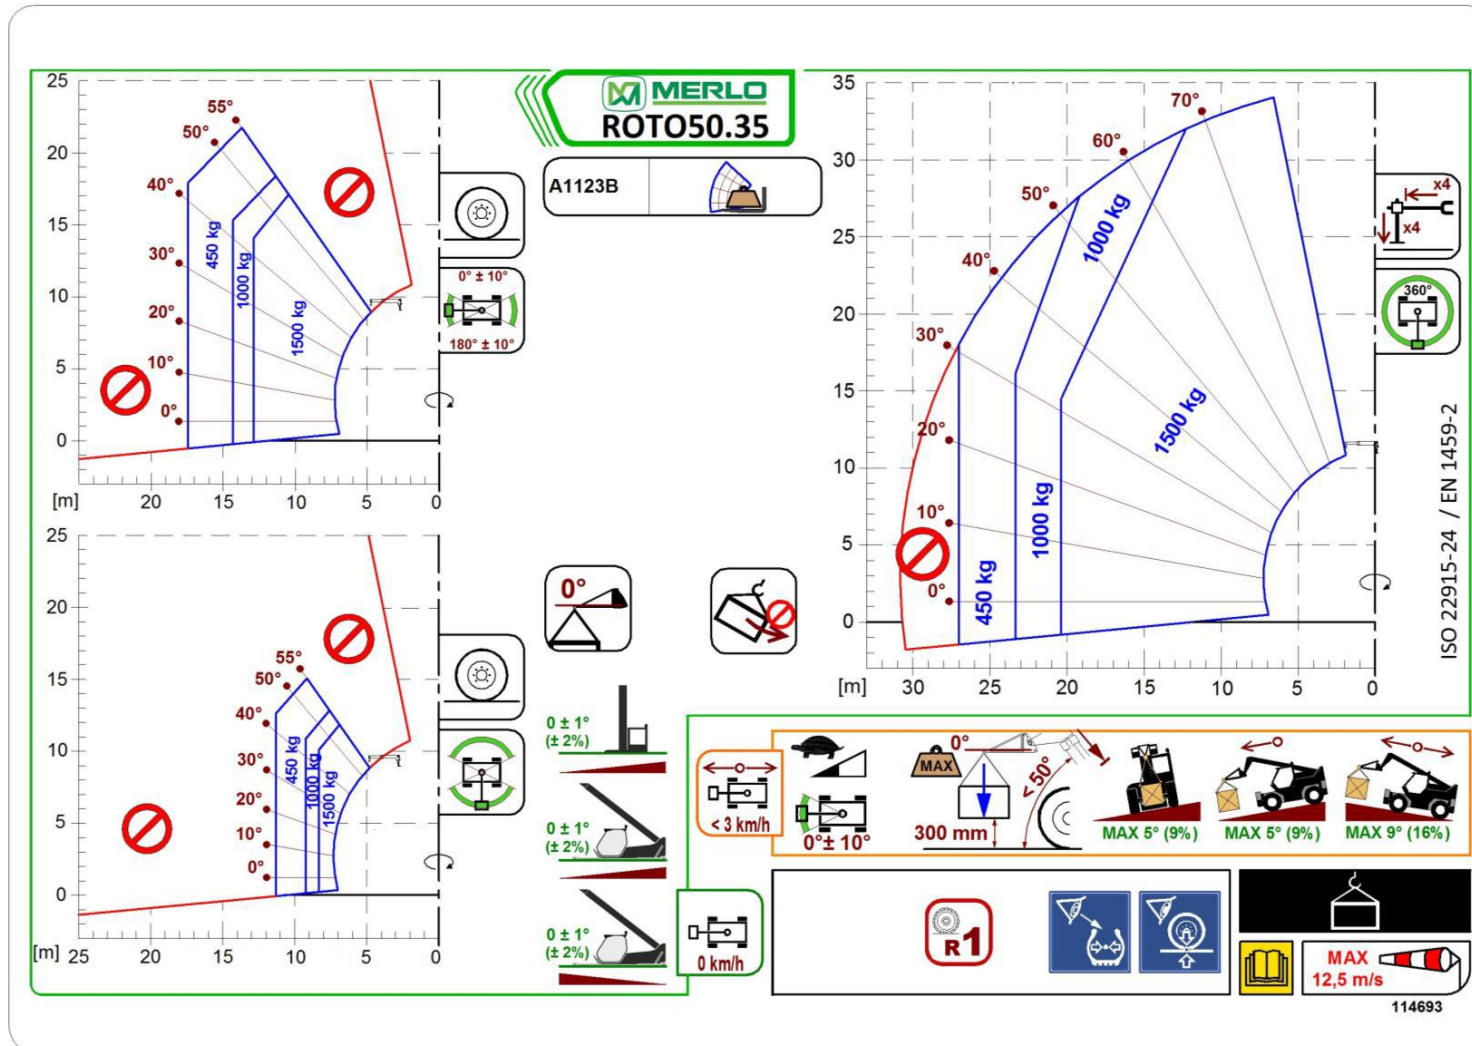 MERLO
ROTO50.35
A1123B
25
20
15
10
5
0
[m]
20
15
10
5
0
55°
50°
40°
30°
20°
10°
0°
450 kg
1000 kg
1500 kg
0° ± 10°
180° ± 10°
25
20
15
10
5
0
[m]
25
20
15
10
5
0
55°
50°
40°
30°
20°
10°
0°
450 kg
1000 kg
1500 kg
35
30
25
20
15
10
5
0
[m]
30
25
20
15
10
5
0
70°
60°
50°
40°
30°
20°
10°
0°
1000 kg
1500 kg
1000 kg
450 kg
x4
x4
360°
ISO 22915-24 / EN 1459-2
0°
0 ± 1°
(± 2%)
0 ± 1°
(± 2%)
0 ± 1°
(± 2%)
< 3 km/h
0 km/h
0°± 10°
MAX
0°
< 50°
300 mm
MAX 5° (9%)
MAX 5° (9%)
MAX 9° (16%)
R1
MAX
12,5 m/s
114693